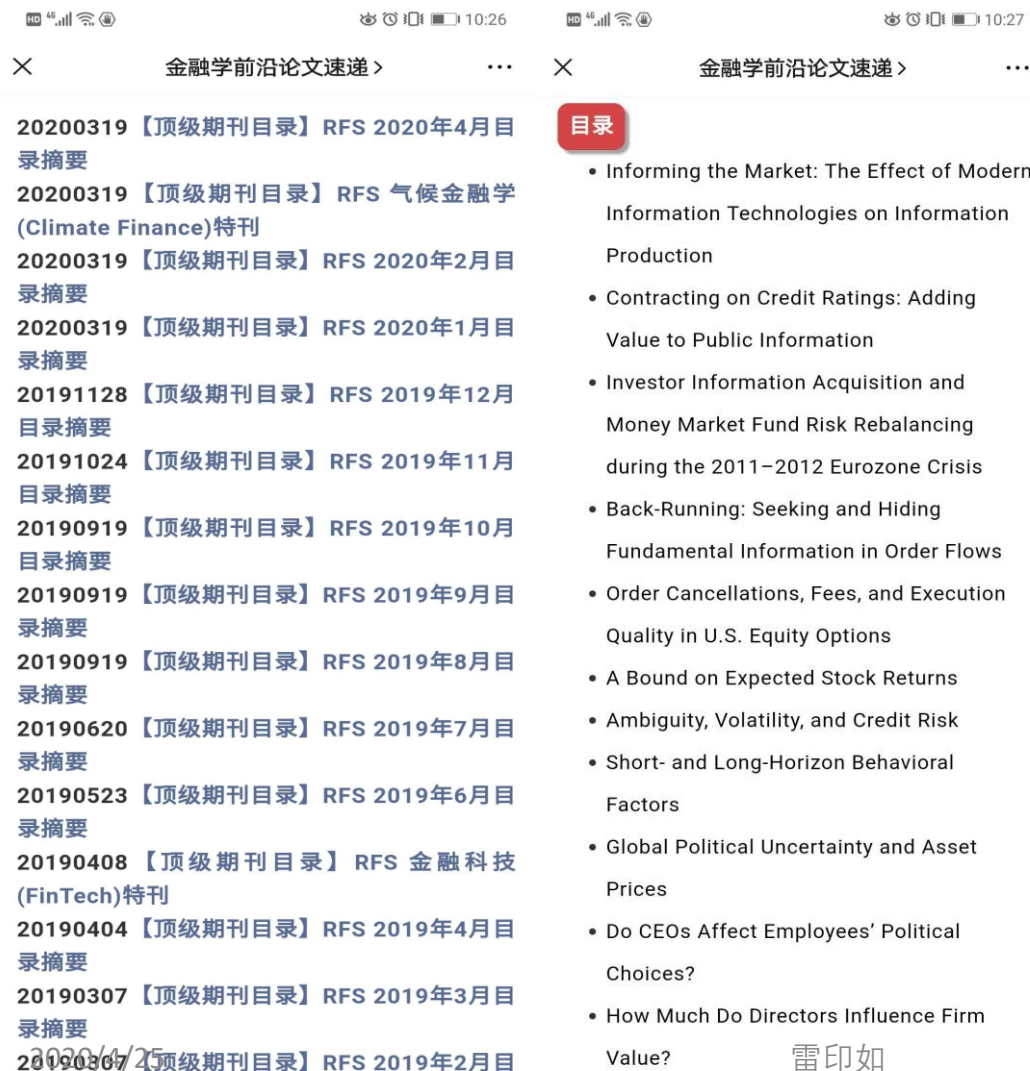 HD 46 10:26
金融学前沿论文速递 >
20200319【顶级期刊目录】RFS 2020年4月目
录摘要
20200319【顶级期刊目录】RFS 气候金融学
(Climate Finance)特刊
20200319【顶级期刊目录】RFS 2020年2月目
录摘要
20200319【顶级期刊目录】RFS 2020年1月目
录摘要
20191128【顶级期刊目录】RFS 2019年12月
目录摘要
20191024【顶级期刊目录】RFS 2019年11月
目录摘要
20190919【顶级期刊目录】RFS 2019年10月
目录摘要
20190919【顶级期刊目录】RFS 2019年9月目
录摘要
20190919【顶级期刊目录】RFS 2019年8月目
录摘要
20190620【顶级期刊目录】RFS 2019年7月目
录摘要
20190523【顶级期刊目录】RFS 2019年6月目
录摘要
20190408【顶级期刊目录】RFS 金融科技
(FinTech)特刊
20190404【顶级期刊目录】RFS 2019年4月目
录摘要
20190307【顶级期刊目录】RFS 2019年3月目
录摘要
20190307【顶级期刊目录】RFS 2019年2月目
2020/4/25
HD 46 10:27
金融学前沿论文速递 >
目录
• Informing the Market: The Effect of Modern
Information Technologies on Information
Production
• Contracting on Credit Ratings: Adding
Value to Public Information
• Investor Information Acquisition and
Money Market Fund Risk Rebalancing
during the 2011–2012 Eurozone Crisis
• Back-Running: Seeking and Hiding
Fundamental Information in Order Flows
• Order Cancellations, Fees, and Execution
Quality in U.S. Equity Options
• A Bound on Expected Stock Returns
• Ambiguity, Volatility, and Credit Risk
• Short- and Long-Horizon Behavioral
Factors
• Global Political Uncertainty and Asset
Prices
• Do CEOs Affect Employees’ Political
Choices?
• How Much Do Directors Influence Firm
Value?
雷印如